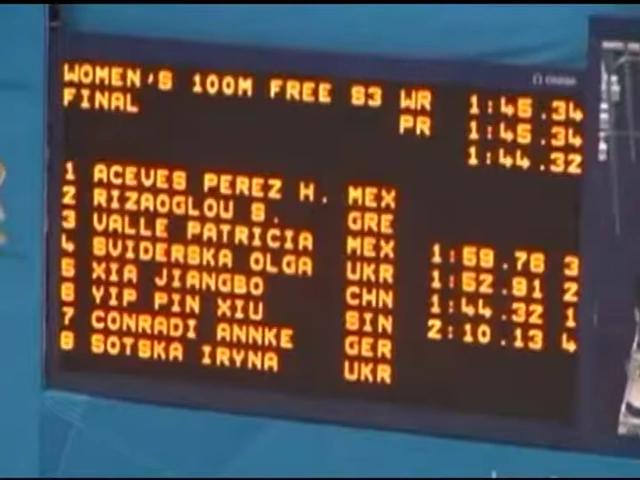 WOMEN'S 100M FREE S3 WR 1:45.34
FINAL PR 1:45.34
1:44.32
1 ACEVES PEREZ H. MEX
2 RIZAOGLOU S. GRE
3 VALLE PATRICIA MEX 1:59.76 3
4 SVIDERSKA OLGA UKR 1:52.91 2
5 XIA JIANGBO CHN 1:44.32 1
6 YIP PIN XIU SIN 2:10.13 4
7 CONRADI ANNKE GER
8 SOTSKA IRYNA UKR